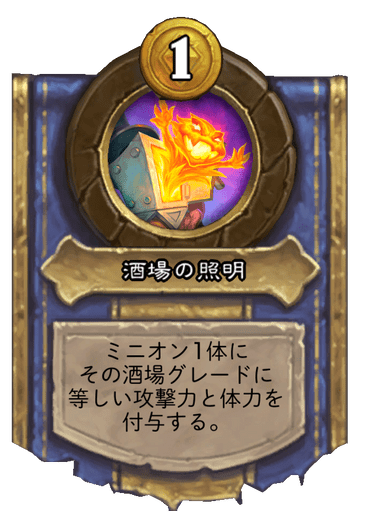 1
酒場の照明
ミニオン1体に
その酒場グレードに
等しい攻撃力と体力を
付与する。